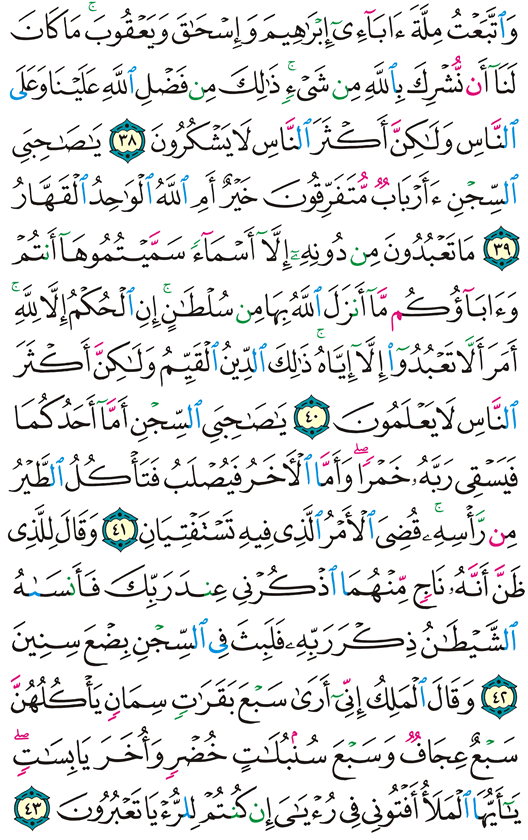 وَٱتَّبَعْتُ مِلَّةَ ءَابَآءِىٓ إِبْرَٰهِيمَ وَإِسْحَٰقَ وَيَعْقُوبَ ۚ مَا كَانَ
لَنَآ أَن نُّشْرِكَ بِٱللَّهِ مِن شَىْءٍ ۚ ذَٰلِكَ مِن فَضْلِ ٱللَّهِ عَلَيْنَا وَعَلَى
ٱلنَّاسِ وَلَٰكِنَّ أَكْثَرَ ٱلنَّاسِ لَا يَشْكُرُونَ ٣٨ يَٰصَٰحِبَىِ
ٱلسِّجْنِ ءَأَرْبَابٌ مُّتَفَرِّقُونَ خَيْرٌ أَمِ ٱللَّهُ ٱلْوَٰحِدُ ٱلْقَهَّارُ
٣٩ مَا تَعْبُدُونَ مِن دُونِهِۦٓ إِلَّآ أَسْمَآءً سَمَّيْتُمُوهَآ أَنتُمْ
وَءَابَآؤُكُم مَّآ أَنزَلَ ٱللَّهُ بِهَا مِن سُلْطَٰنٍ ۚ إِنِ ٱلْحُكْمُ إِلَّا لِلَّهِ ۚ
أَمَرَ أَلَّا تَعْبُدُوٓا۟ إِلَّآ إِيَّاهُ ۚ ذَٰلِكَ ٱلدِّينُ ٱلْقَيِّمُ وَلَٰكِنَّ أَكْثَرَ
ٱلنَّاسِ لَا يَعْلَمُونَ ٤٠ يَٰصَٰحِبَىِ ٱلسِّجْنِ أَمَّآ أَحَدُكُمَا
فَيَسْقِى رَبَّهُۥ خَمْرًا ۖ وَأَمَّا ٱلْءَاخَرُ فَيُصْلَبُ فَتَأْكُلُ ٱلطَّيْرُ
مِن رَّأْسِهِۦ ۚ قُضِىَ ٱلْأَمْرُ ٱلَّذِى فِيهِ تَسْتَفْتِيَانِ ٤١ وَقَالَ لِلَّذِى
ظَنَّ أَنَّهُۥ نَاجٍ مِّنْهُمَا ٱذْكُرْنِى عِندَ رَبِّكَ فَأَنسَىٰهُ
ٱلشَّيْطَٰنُ ذِكْرَ رَبِّهِۦ فَلَبِثَ فِى ٱلسِّجْنِ بِضْعَ سِنِينَ
٤٢ وَقَالَ ٱلْمَلِكُ إِنِّىٓ أَرَىٰ سَبْعَ بَقَرَٰتٍ سِمَانٍ يَأْكُلُهُنَّ
سَبْعٌ عِجَافٌ وَسَبْعَ سُنۢبُلَٰتٍ خُضْرٍ وَأُخَرَ يَابِسَٰتٍ ۖ
يَٰٓأَيُّهَا ٱلْمَلَأُ أَفْتُونِى فِى رُءْيَٰىَ إِن كُنتُمْ لِلرُّءْيَا تَعْبُرُونَ ٤٣